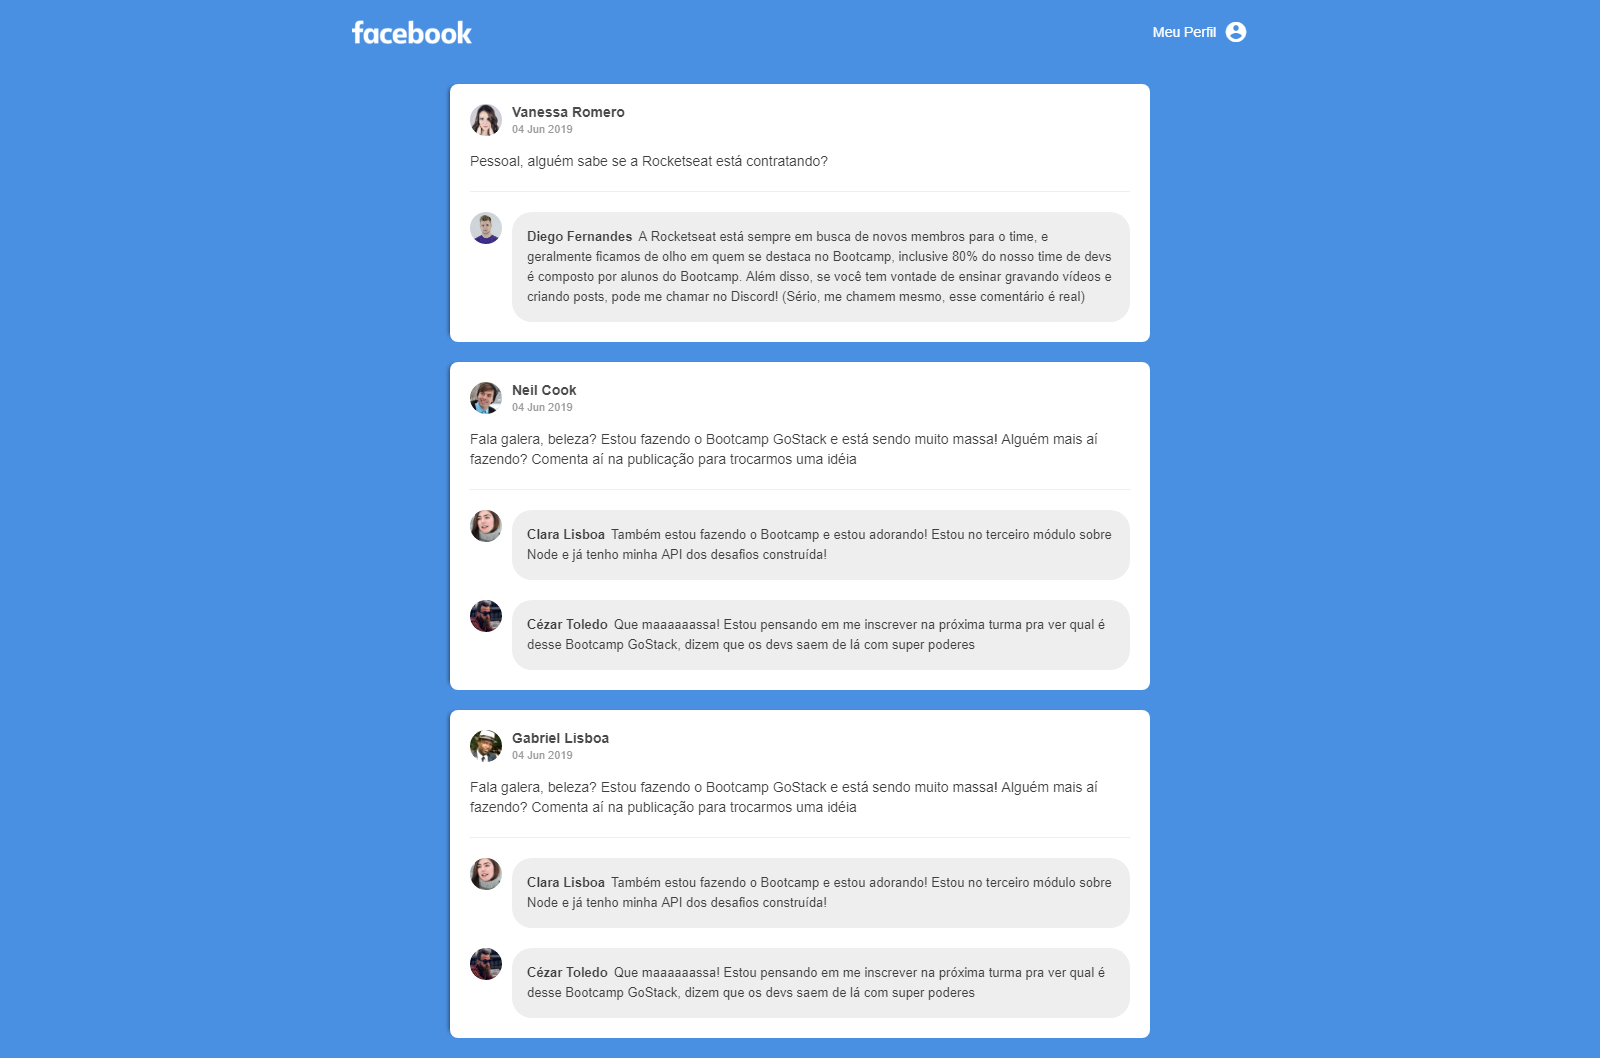 facebook
Meu Perfil
Vanessa Romero
04 Jun 2019
Pessoal, alguém sabe se a Rocketseat está contratando?
Diego Fernandes A Rocketseat está sempre em busca de novos membros para o time, e
geralmente ficamos de olho em quem se destaca no Bootcamp, inclusive 80% do nosso time de devs
é composto por alunos do Bootcamp. Além disso, se você tem vontade de ensinar gravando vídeos e
criando posts, pode me chamar no Discord! (Sério, me chamem mesmo, esse comentário é real)
Neil Cook
04 Jun 2019
Fala galera, beleza? Estou fazendo o Bootcamp GoStack e está sendo muito massa! Alguém mais aí
fazendo? Comenta aí na publicação para trocarmos uma idéia
Clara Lisboa Também estou fazendo o Bootcamp e estou adorando! Estou no terceiro módulo sobre
Node e já tenho minha API dos desafios construída!
Cézar Toledo Que maaaaaassa! Estou pensando em me inscrever na próxima turma pra ver qual é
desse Bootcamp GoStack, dizem que os devs saem de lá com super poderes
Gabriel Lisboa
04 Jun 2019
Fala galera, beleza? Estou fazendo o Bootcamp GoStack e está sendo muito massa! Alguém mais aí
fazendo? Comenta aí na publicação para trocarmos uma idéia
Clara Lisboa Também estou fazendo o Bootcamp e estou adorando! Estou no terceiro módulo sobre
Node e já tenho minha API dos desafios construída!
Cézar Toledo Que maaaaaassa! Estou pensando em me inscrever na próxima turma pra ver qual é
desse Bootcamp GoStack, dizem que os devs saem de lá com super poderes